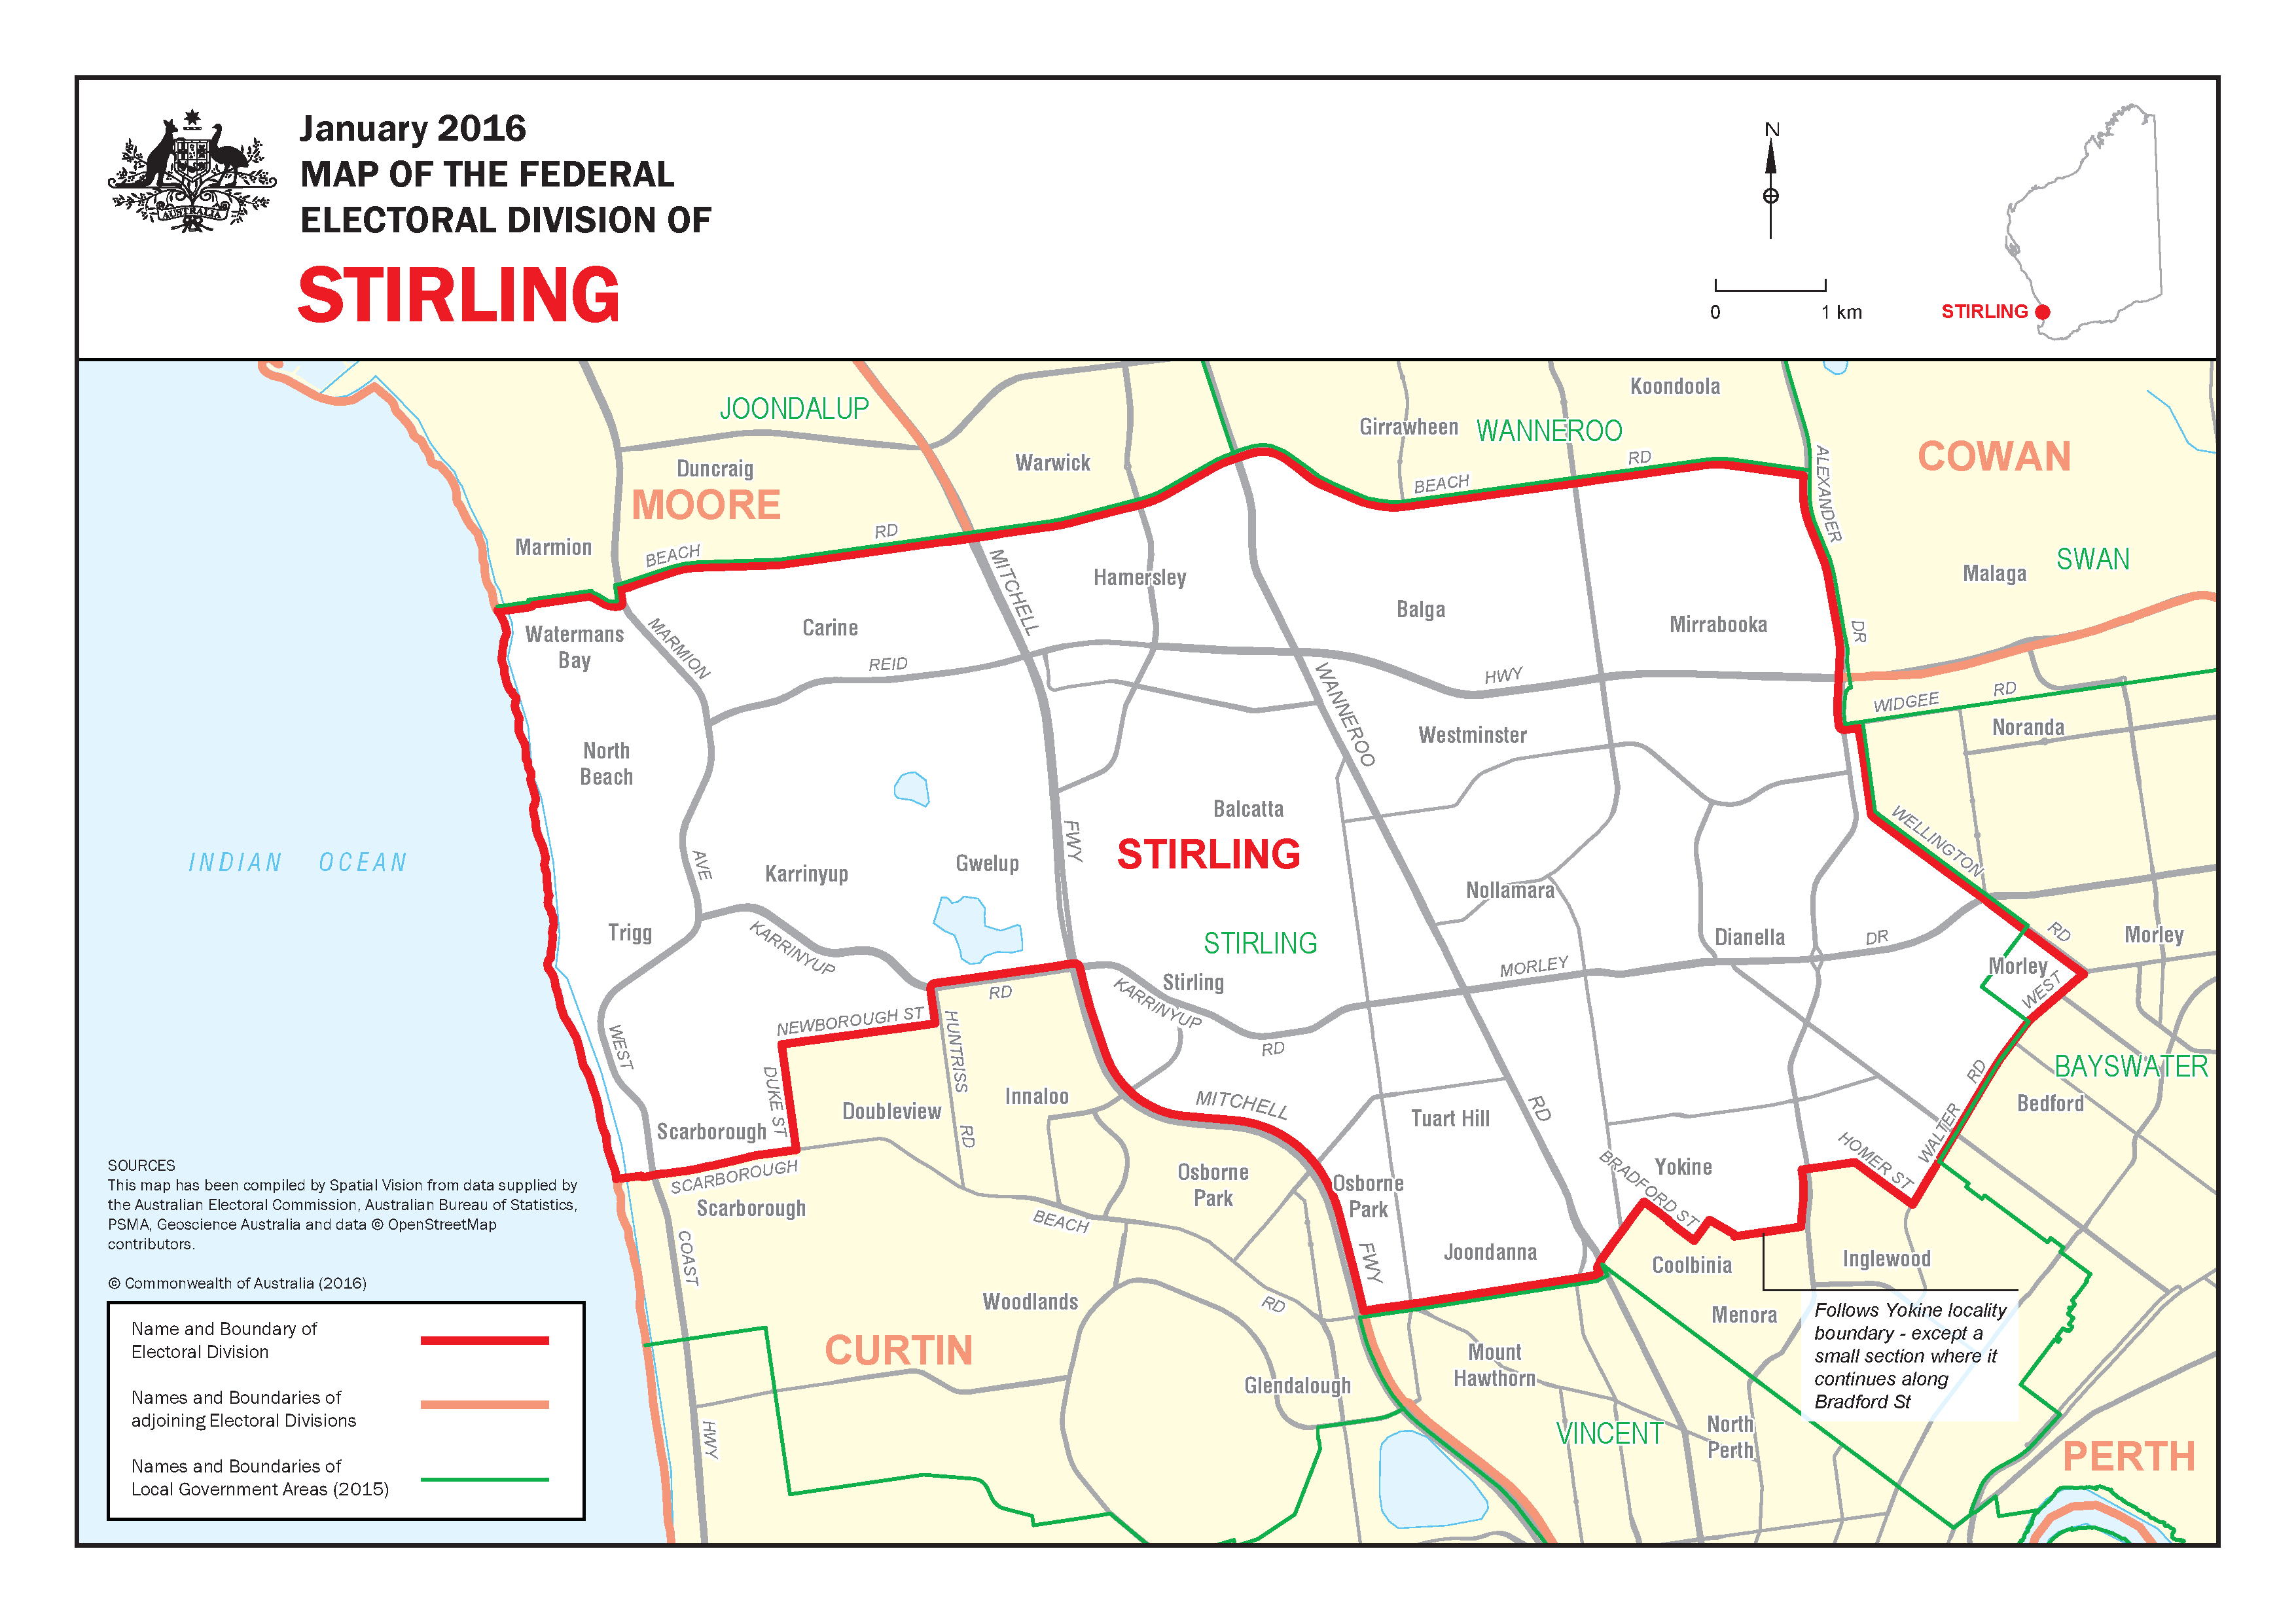 January 2016
MAP OF THE FEDERAL
ELECTORAL DIVISION OF
STIRLING
AUSTRALIA
N
0 1 km
STIRLING
JOONDALUP
Koondoola
Girrawheen
WANNEROO
COWAN
Duncraig
Warwick
MOORE
BEACH
RD
ALEXANDER
Marmion
BEACH
RD
SWAN
Malaga
MITCHELL
Hamersley
Balga
Mirrabooka
DR
Watermans
Bay
MARMION
Carine
REID
HWY
WANNEROO
WIDGEE
RD
Noranda
Westminster
North
Beach
Balcatta
FWY
STIRLING
WELLINGTON
INDIAN OCEAN
AVE
Karrinyup
Gwelup
Nollamara
Trigg
KARRINYUP
STIRLING
Dianella
DR
RD
Morley
Morley
WEST
Stirling
MORLEY
KARRINYUP
RD
RD
NEWBOROUGH ST
HUNTRISS
WEST
DUKE ST
BAYSWATER
RD
Bedford
Innaloo
Doubleview
MITCHELL
Tuart Hill
RD
WALTER
HOMER ST
Scarborough
RD
SCARBOROUGH
Scarborough
Osborne
Park
Osborne
Park
BRADFORD ST
Yokine
BEACH
COAST
FWY
Joondanna
Coolbinia
Inglewood
Woodlands
RD
Menora
Follows Yokine locality
boundary - except a
small section where it
continues along
Bradford St
CURTIN
Mount
Hawthorn
Glendalough
HWY
VINCENT
North
Perth
PERTH
SOURCES
This map has been compiled by Spatial Vision from data supplied by
the Australian Electoral Commission, Australian Bureau of Statistics,
PSMA, Geoscience Australia and data © OpenStreetMap
contributors.
© Commonwealth of Australia (2016)
Name and Boundary of
Electoral Division
Names and Boundaries of
adjoining Electoral Divisions
Names and Boundaries of
Local Government Areas (2015)